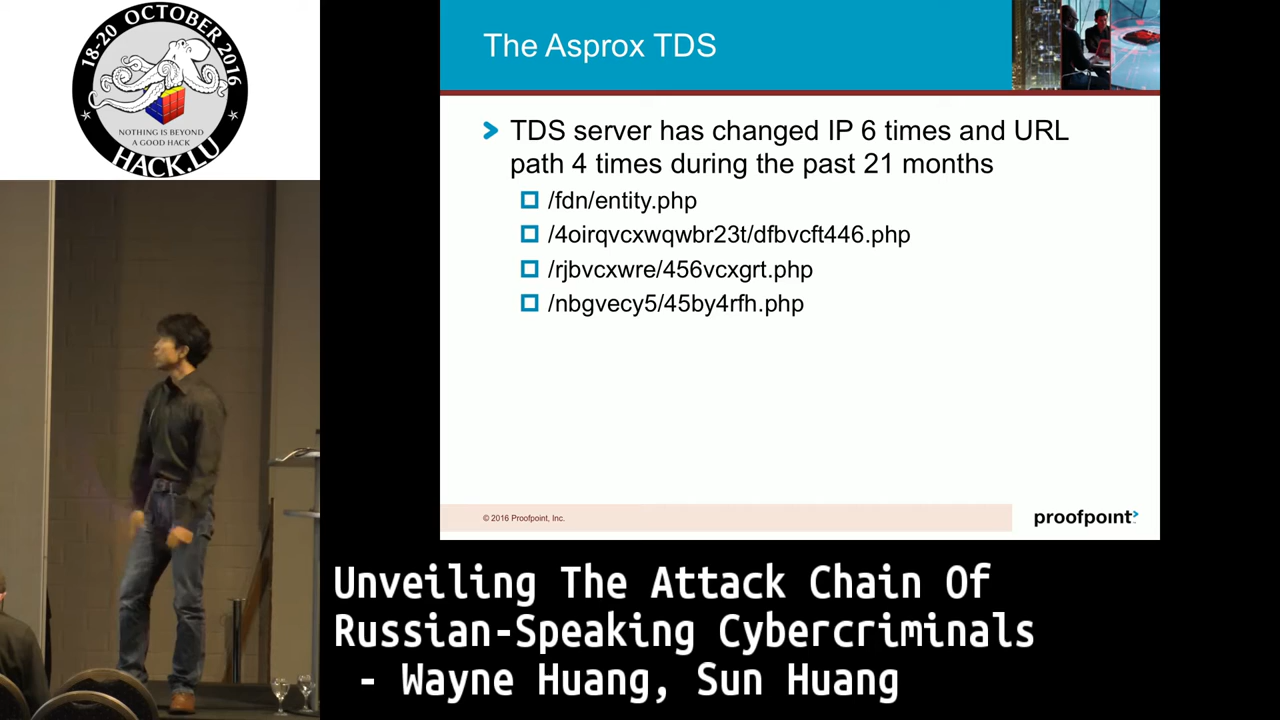 18-20 OCTOBER 2016
NOTHING IS BEYOND
A GOOD HACK
HACK.LU
The Asprox TDS
TDS server has changed IP 6 times and URL
path 4 times during the past 21 months
/fdn/entity.php
/4oirqvcxwqwbr23t/dfbvcft446.php
/rjbvcxwre/456vcxgrt.php
/nbgvecy5/45by4rfh.php
© 2016 Proofpoint, Inc.
proofpoint
Unveiling The Attack Chain Of
Russian-Speaking Cybercriminals
- Wayne Huang, Sun Huang